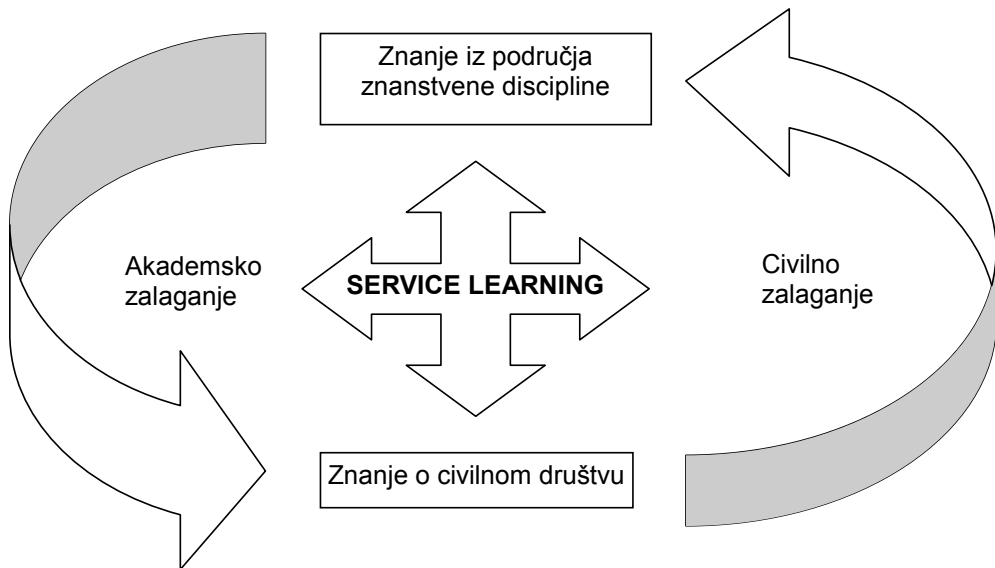 Znanje iz područja
znanstvene discipline
Akademsko
zalaganje
SERVICE LEARNING
Civilno
zalaganje
Znanje o civilnom društvu